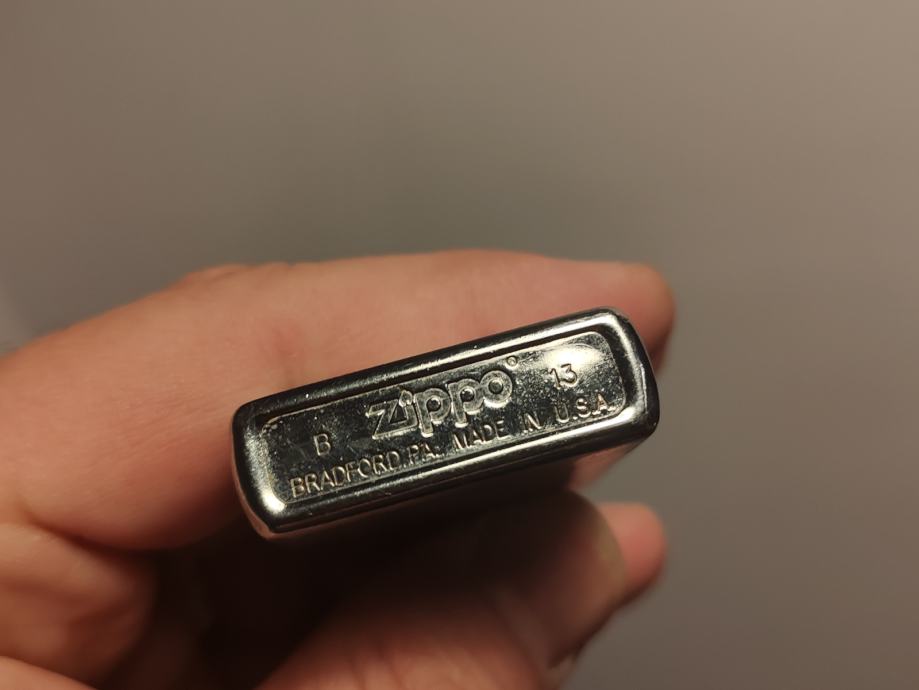 B zippo® 13
BRADFORD, PA. MADE IN U.S.A.